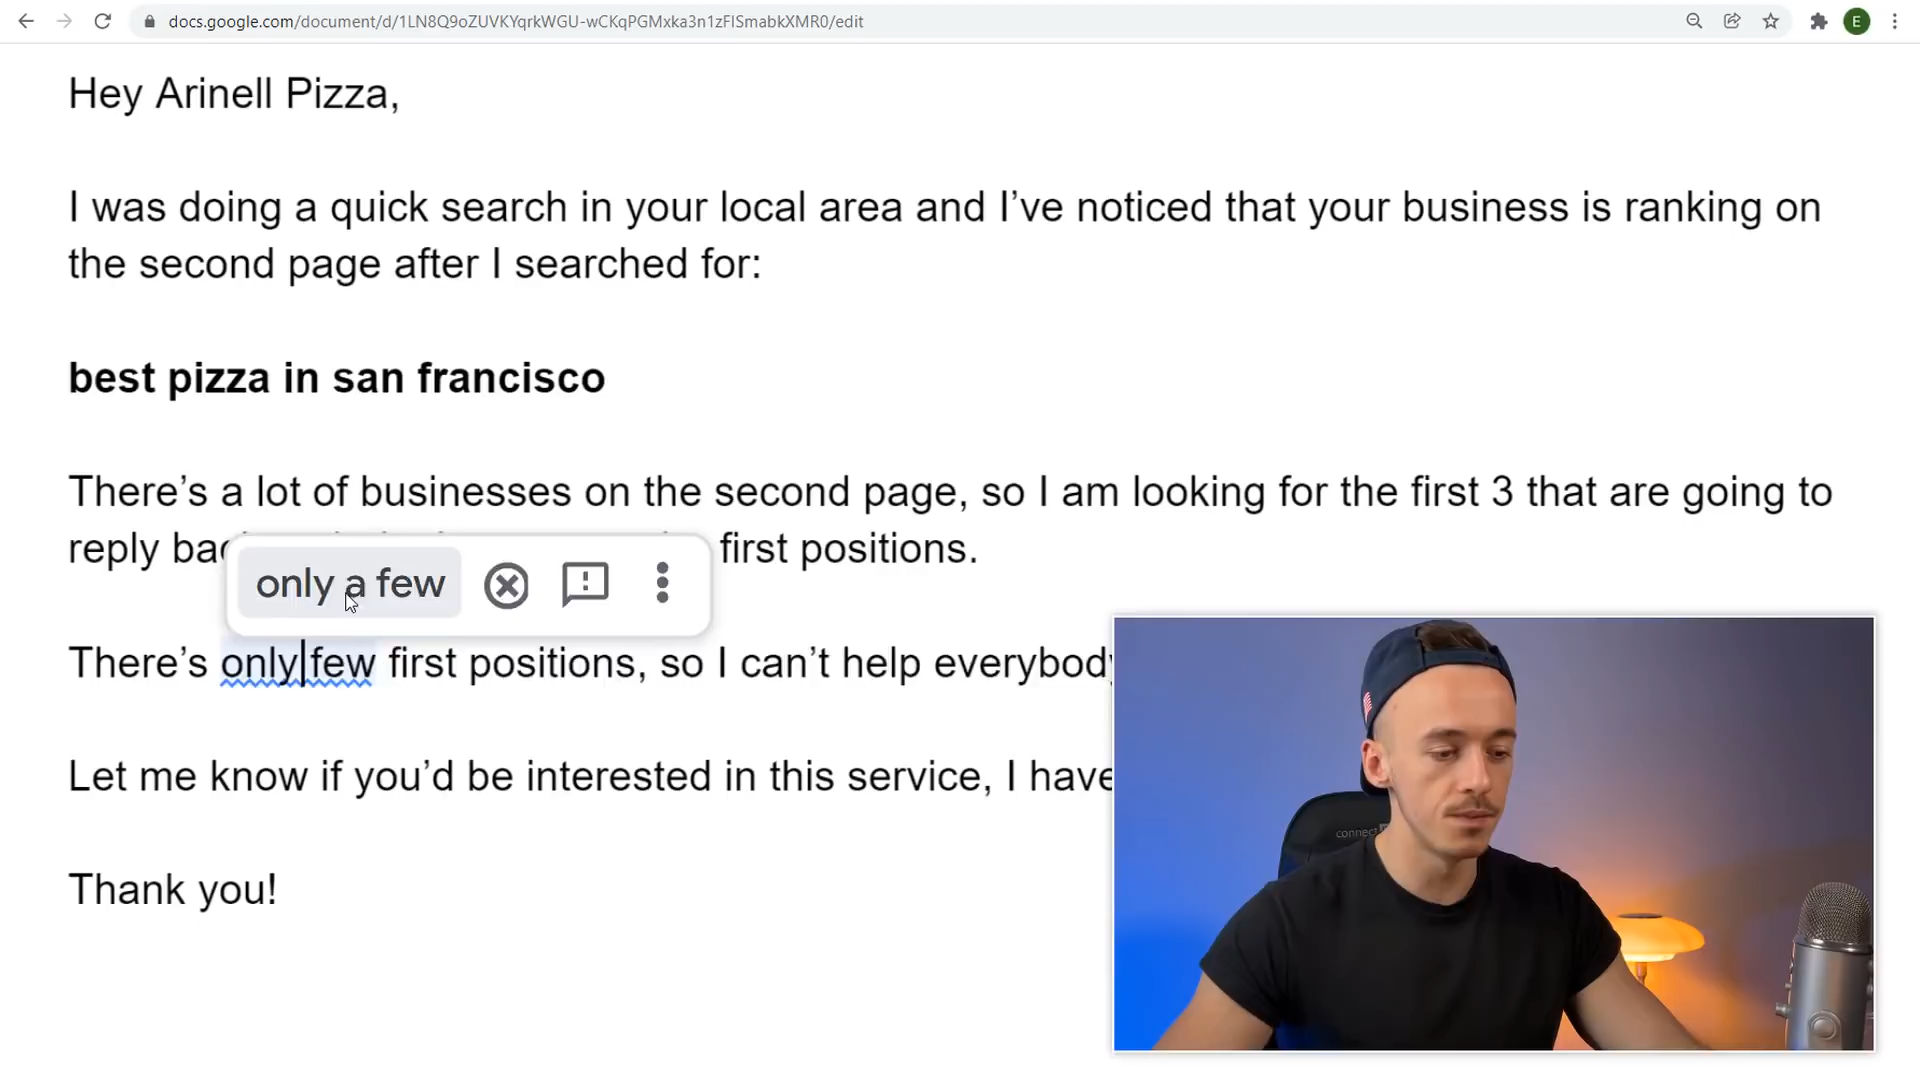 docs.google.com/document/d/1LN8Q9oZUVKYqrkWGU-wCKqPGMxka3n1zFISmabkXMR0/edit
E
Hey Arinell Pizza,
I was doing a quick search in your local area and I’ve noticed that your business is ranking on
the second page after I searched for:
best pizza in san francisco
There’s a lot of businesses on the second page, so I am looking for the first 3 that are going to
reply first positions.
only a few
There’s only few first positions, so I can’t help everybody
Let me know if you’d be interested in this service, I have
connect
Thank you!